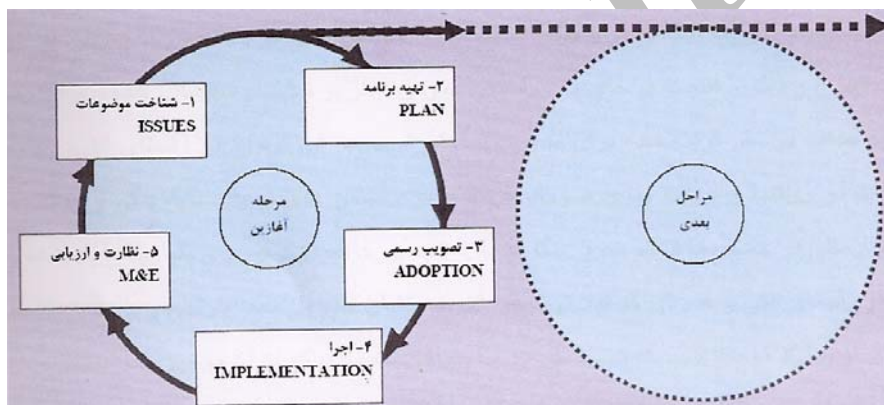 ۱- شناخت موضوعات
ISSUES
۲- تهیه برنامه
PLAN
۳- تصویب رسمی
ADOPTION
۴- اجرا
IMPLEMENTATION
۵- نظارت و ارزیابی
M&E
مرحله
آغازین
مراحل
بعدی